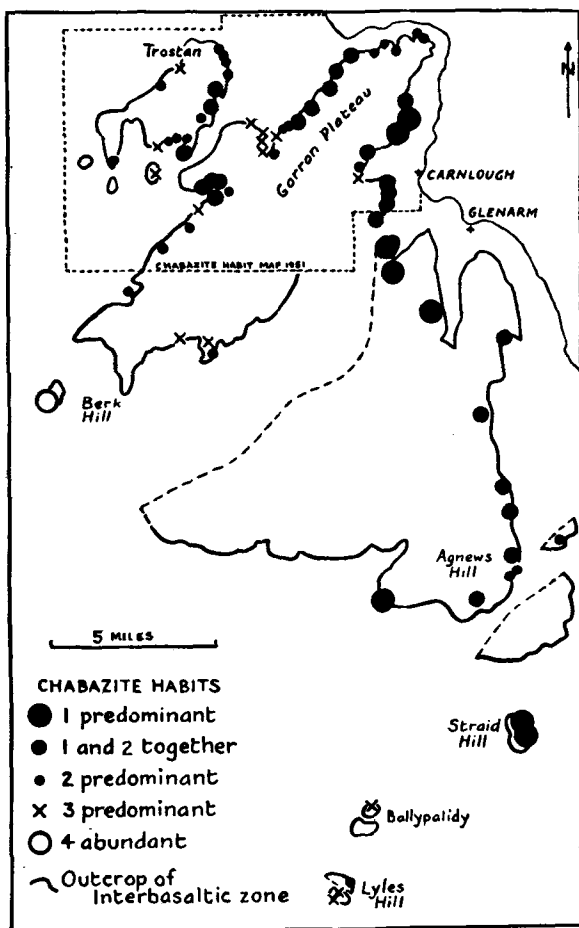 Trostan
N
Garran Plateau
CARNLOUGH
GLENARM
CHABAZITE HABIT MAP 1951
Berk
Hill
Agnews
Hill
5 MILES
CHABAZITE HABITS
1 predominant
1 and 2 together
2 predominant
3 predominant
4 abundant
Outcrop of
Interbasaltic zone
Straid
Hill
Ballypalidy
Lyles
Hill